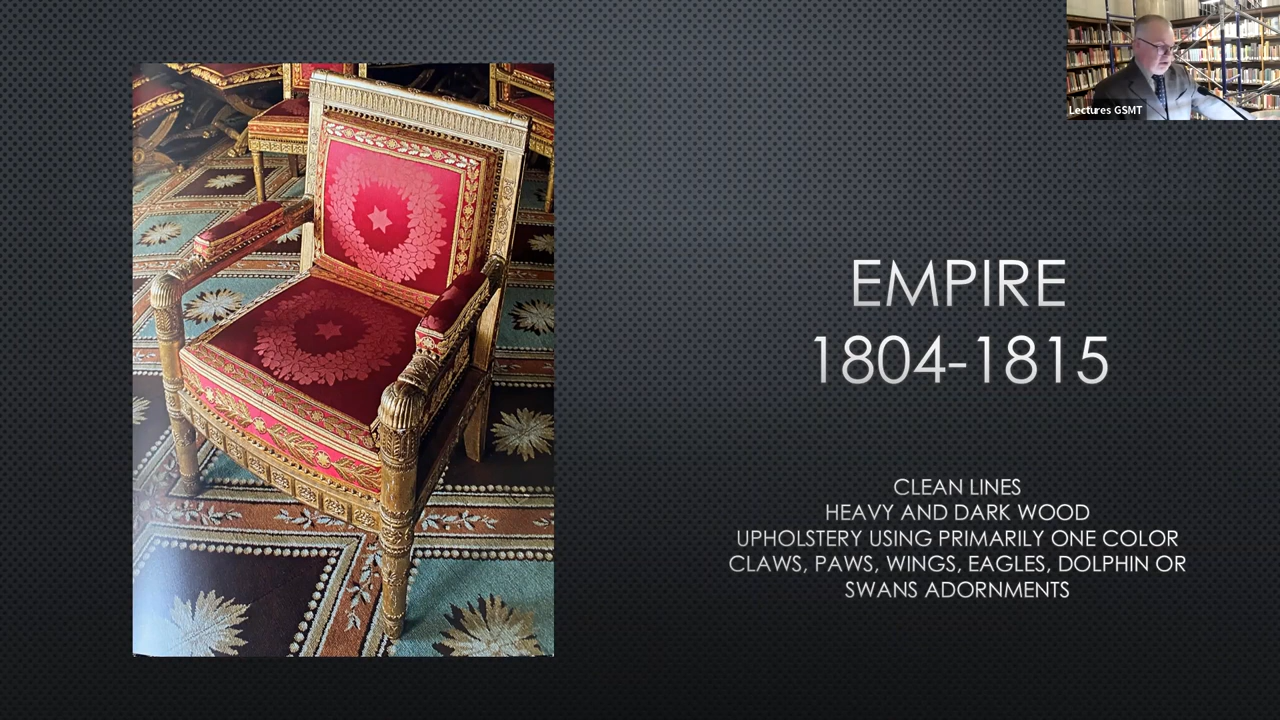 Lectures GSMT
EMPIRE
1804-1815
CLEAN LINES
HEAVY AND DARK WOOD
UPHOLSTERY USING PRIMARILY ONE COLOR
CLAWS, PAWS, WINGS, EAGLES, DOLPHIN OR
SWANS ADORNMENTS